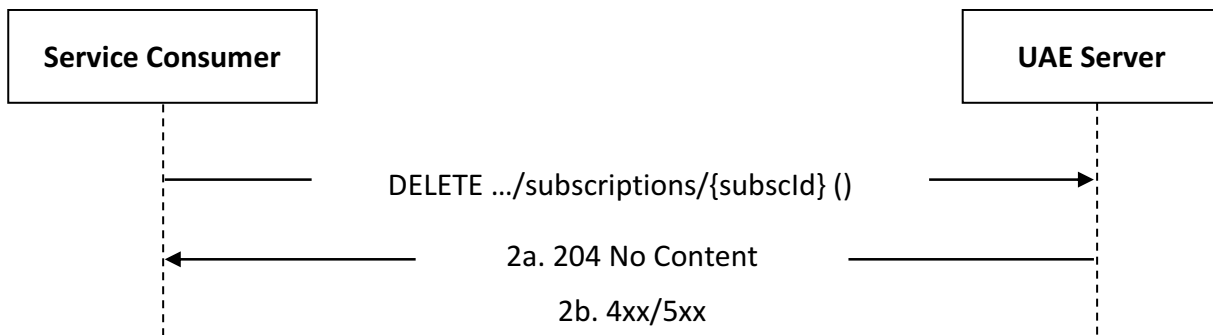 Service Consumer
UAE Server
DELETE …/subscriptions/{subscId} ()
2a. 204 No Content
2b. 4xx/5xx